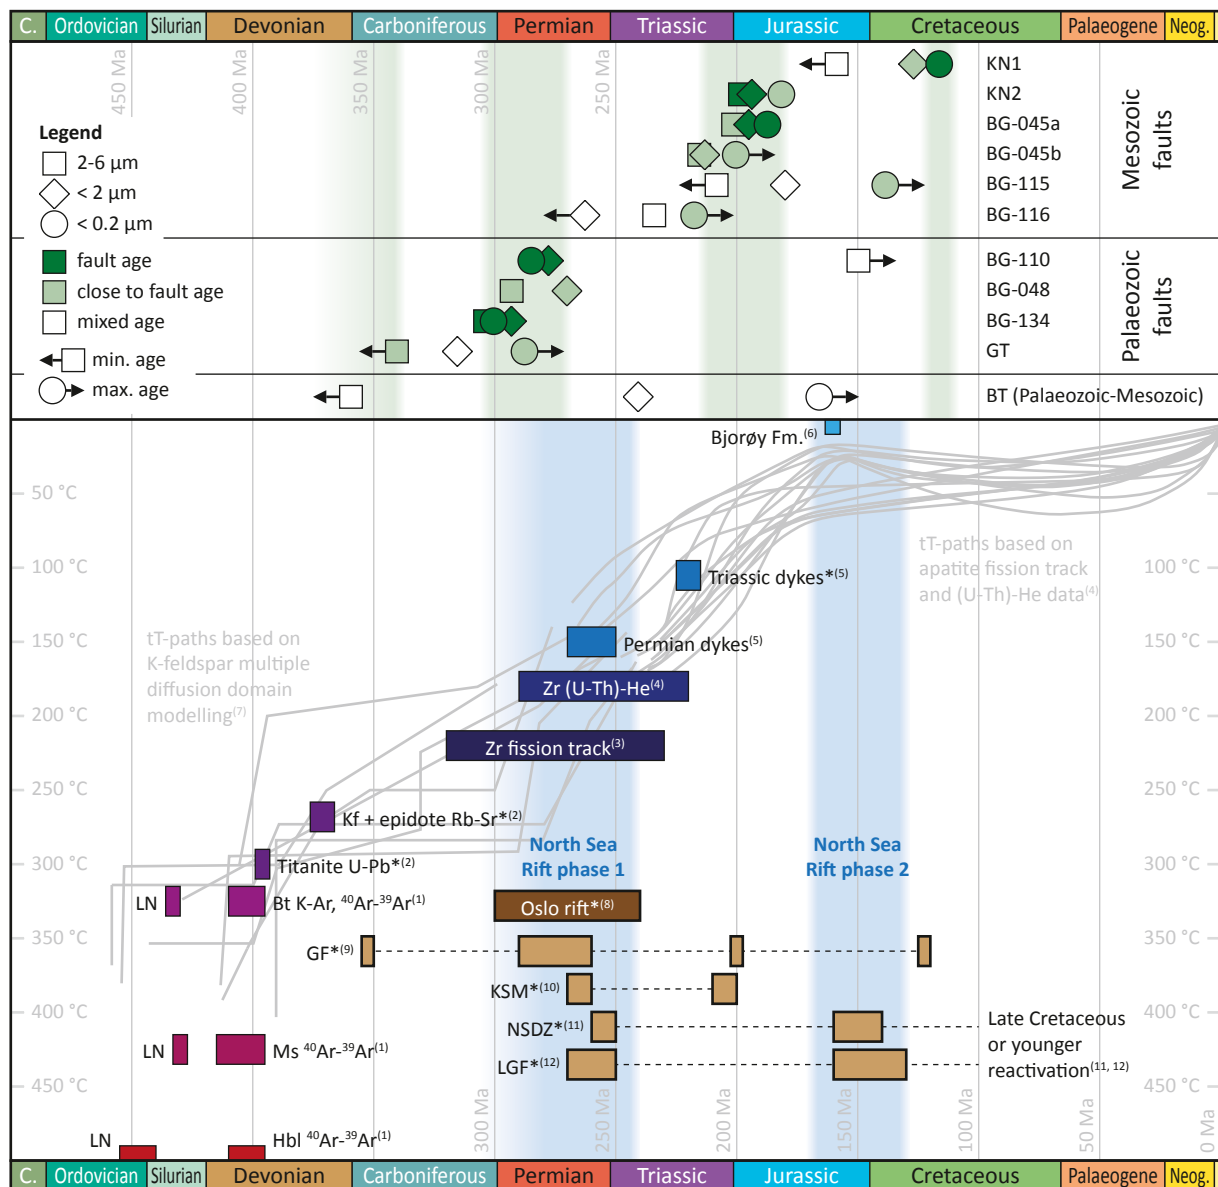 C. Ordovician Silurian Devonian Carboniferous Permian Triassic Jurassic Cretaceous Palaeogene Neog.
450 Ma 400 Ma 350 Ma 300 Ma 250 Ma
Legend
2-6 µm
< 2 µm
< 0.2 µm
fault age
close to fault age
mixed age
min. age
max. age
KN1
KN2
BG-045a
BG-045b
BG-115
BG-116
Mesozoic
faults
BG-110
BG-048
BG-134
GT
Palaeozoic
faults
BT (Palaeozoic-Mesozoic)
Bjorøy Fm.(6)
50 °C
100 °C 100 °C
150 °C 150 °C
200 °C 200 °C
250 °C 250 °C
300 °C 300 °C
350 °C 350 °C
400 °C 400 °C
450 °C 450 °C
tT-paths based on
apatite fission track
and (U-Th)-He data(4)
tT-paths based on
K-feldspar multiple
diffusion domain
modelling(7)
Triassic dykes*(5)
Permian dykes(5)
Zr (U-Th)-He(4)
Zr fission track(3)
Kf + epidote Rb-Sr*(2)
Titanite U-Pb*(2)
LN Bt K-Ar, 40Ar-39Ar(1)
North Sea
Rift phase 1
North Sea
Rift phase 2
Oslo rift*(8)
GF*(9)
KSM*(10)
NSDZ*(11)
LGF*(12)
Late Cretaceous
or younger
reactivation(11, 12)
LN Ms 40Ar-39Ar(1)
LN Hbl 40Ar-39Ar(1)
300 Ma 250 Ma 200 Ma 150 Ma 100 Ma 50 Ma 0 Ma
C. Ordovician Silurian Devonian Carboniferous Permian Triassic Jurassic Cretaceous Palaeogene Neog.